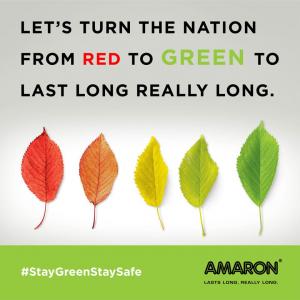 LET'S TURN THE NATION
FROM RED TO GREEN TO
LAST LONG REALLY LONG.
#StayGreenStaySafe
AMARON®
LASTS LONG, REALLY LONG.